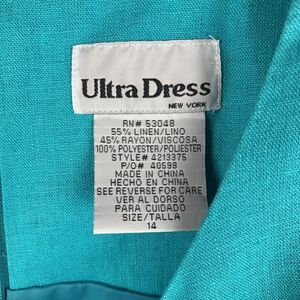 Ultra Dress
NEW YORK
RN# 53048
55% LINEN/LINO
45% RAYON/VISCOSA
100% POLYESTER/POLIESTER
STYLE# 4213375
P/O# 40598
MADE IN CHINA
HECHO EN CHINA
SEE REVERSE FOR CARE
VER AL DORSO
PARA CUIDADO
SIZE/TALLA
14